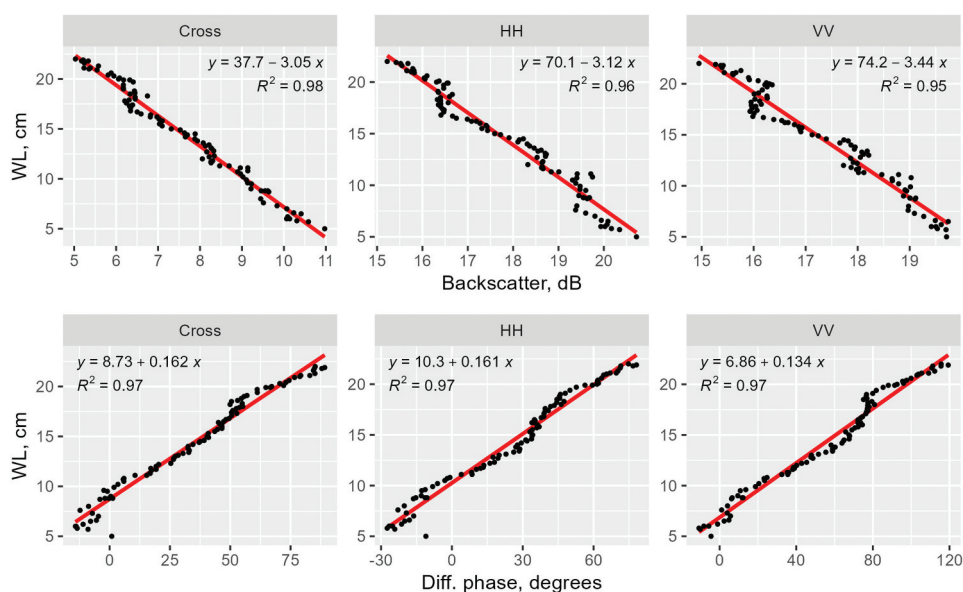 Cross HH VV
y = 37.7 − 3.05 x
R² = 0.98
y = 70.1 − 3.12 x
R² = 0.96
y = 74.2 − 3.44 x
R² = 0.95
WL, cm
20
15
10
5
5 6 7 8 9 10 11
15 16 17 18 19 20
15 16 17 18 19
Backscatter, dB
Cross HH VV
y = 8.73 + 0.162 x
R² = 0.97
y = 10.3 + 0.161 x
R² = 0.97
y = 6.86 + 0.134 x
R² = 0.97
WL, cm
20
15
10
5
0 25 50 75
-30 0 30 60
0 40 80 120
Diff. phase, degrees